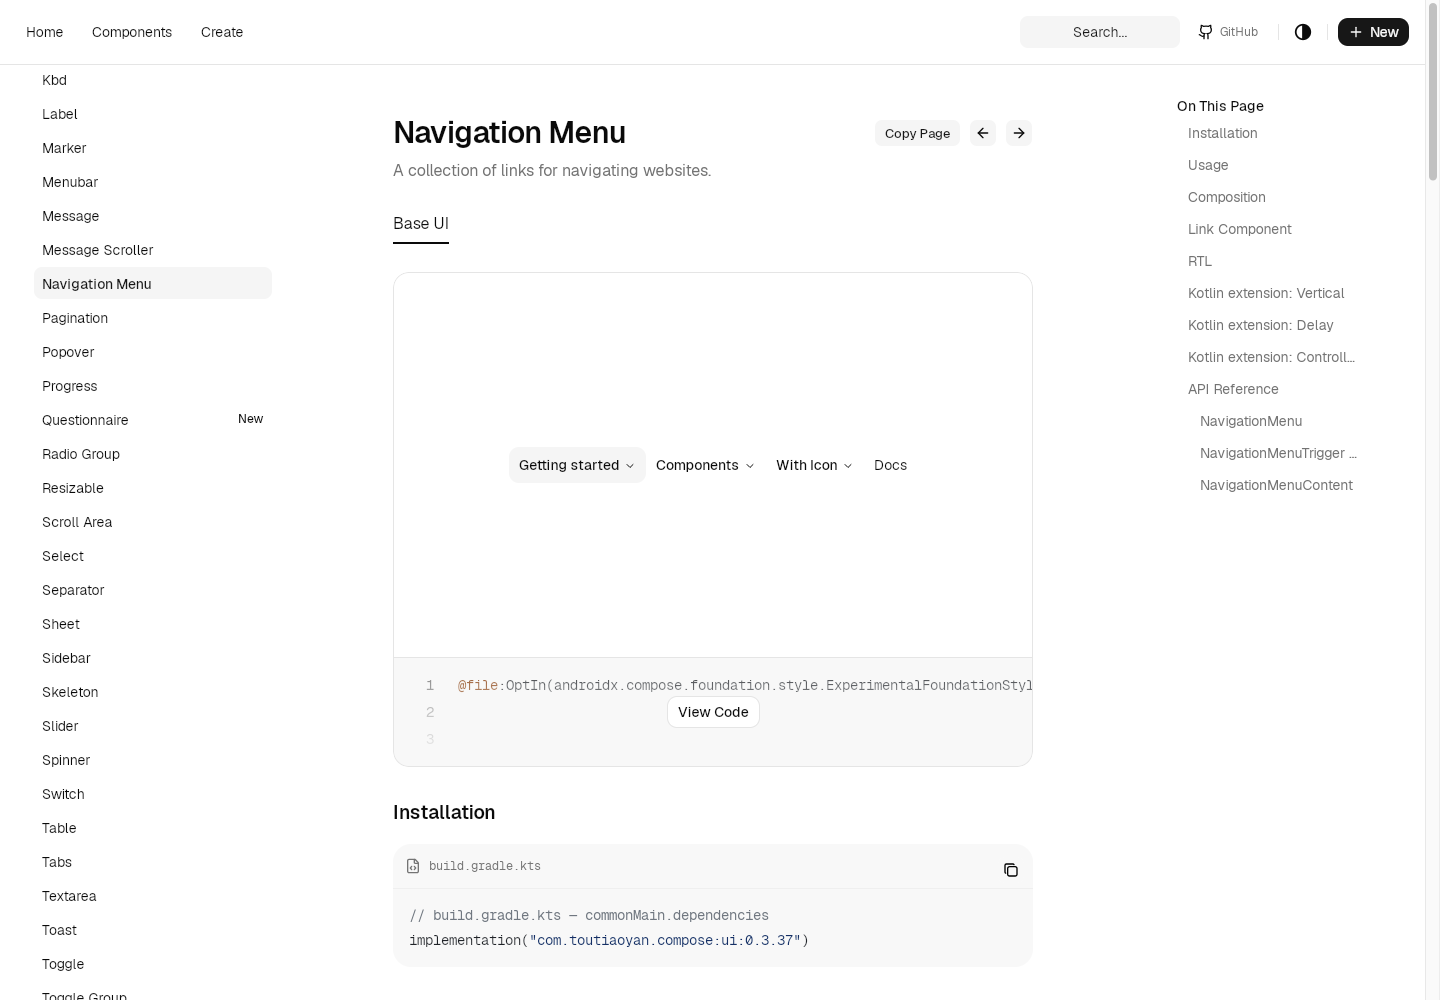 Home
Components
Create
Search...
GitHub
New
Kbd
Label
Marker
Menubar
Message
Message Scroller
Navigation Menu
Pagination
Popover
Progress
Questionnaire New
Radio Group
Resizable
Scroll Area
Select
Separator
Sheet
Sidebar
Skeleton
Slider
Spinner
Switch
Table
Tabs
Textarea
Toast
Toggle
Toggle Group
Navigation Menu
Copy Page
A collection of links for navigating websites.
Base UI
Getting started
Components
With Icon
Docs
1 @file:OptIn(androidx.compose.foundation.style.ExperimentalFoundationStyl
2
View Code
3
Installation
build.gradle.kts
// build.gradle.kts — commonMain.dependencies
implementation("com.toutiaoyan.compose:ui:0.3.37")
On This Page
Installation
Usage
Composition
Link Component
RTL
Kotlin extension: Vertical
Kotlin extension: Delay
Kotlin extension: Controll...
API Reference
NavigationMenu
NavigationMenuTrigger ...
NavigationMenuContent